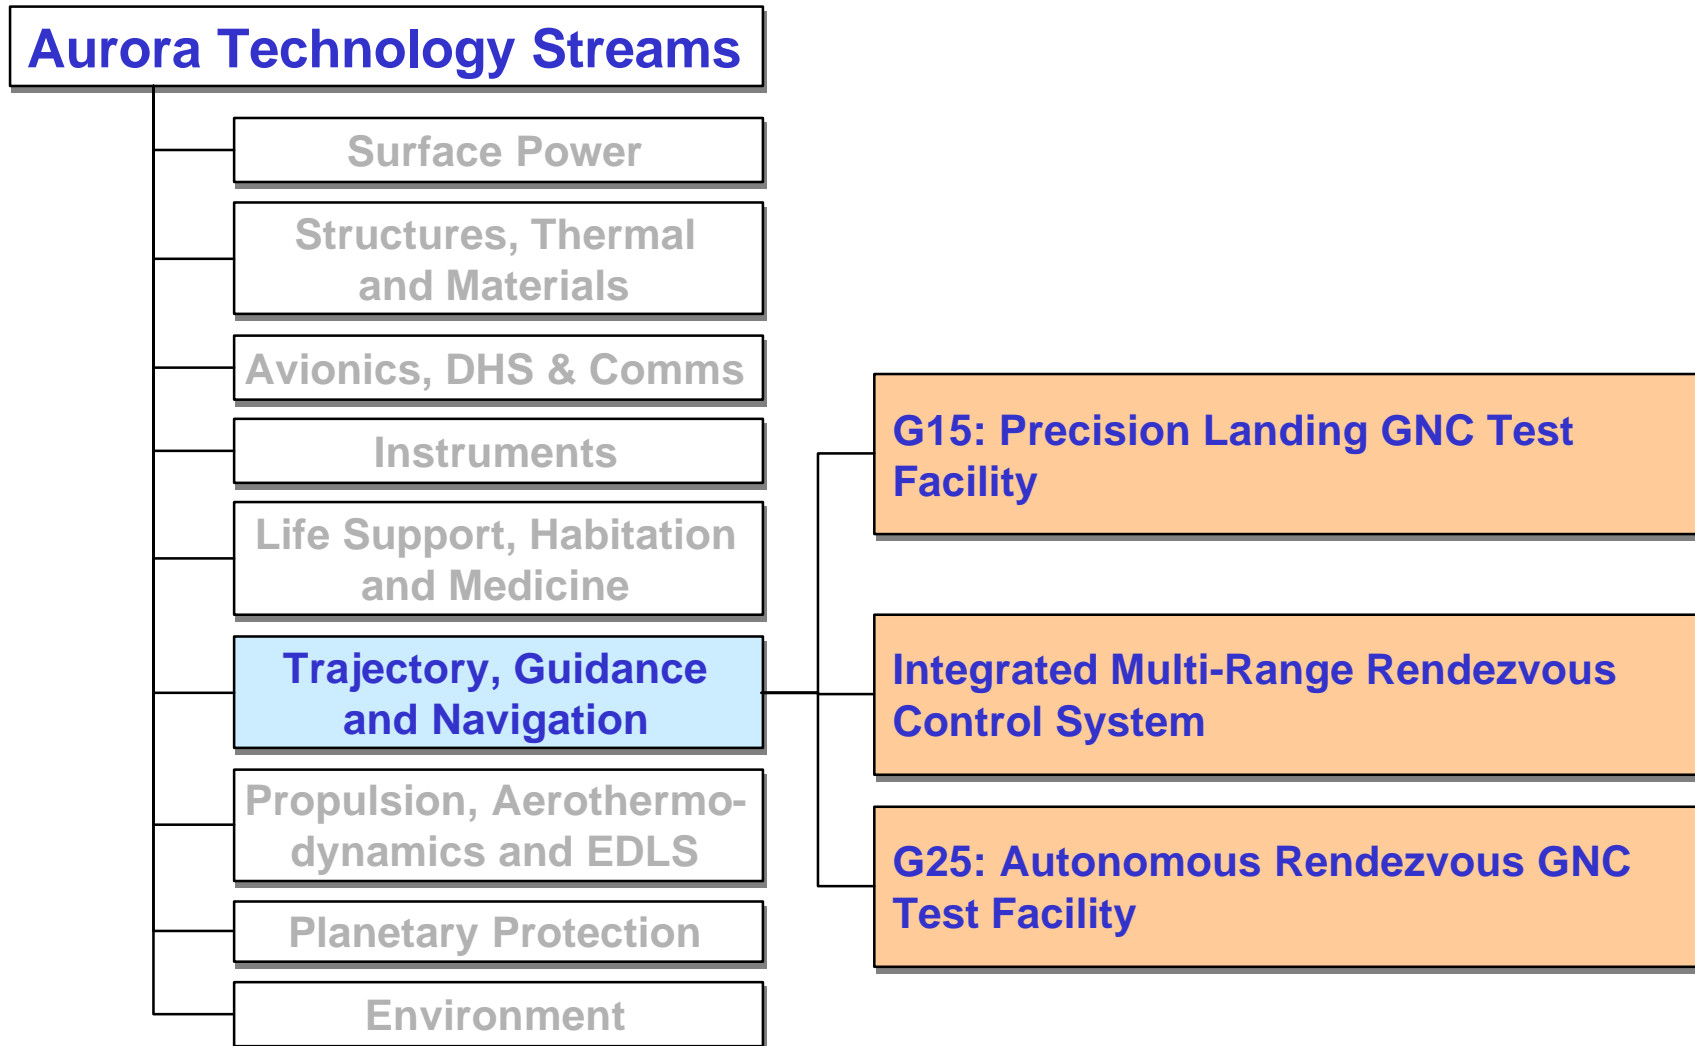 Aurora Technology Streams
Surface Power
Structures, Thermal
and Materials
Avionics, DHS & Comms
Instruments
Life Support, Habitation
and Medicine
Trajectory, Guidance
and Navigation
Propulsion, Aerothermo-
dynamics and EDLS
Planetary Protection
Environment
G15: Precision Landing GNC Test
Facility
Integrated Multi-Range Rendezvous
Control System
G25: Autonomous Rendezvous GNC
Test Facility